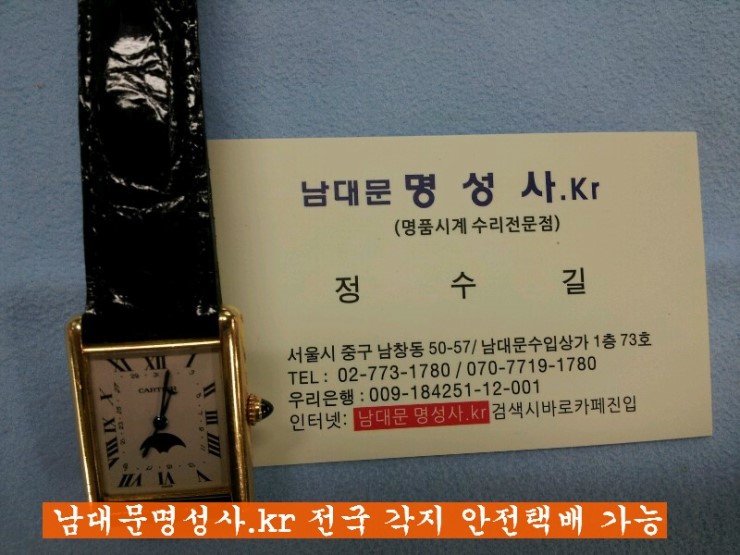 남대문 명 성 사.Kr
(명품시계 수리전문점)
정 수 길
서울시 중구 남창동 50-57/ 남대문수입상가 1층 73호
TEL : 02-773-1780 / 070-7719-1780
우리은행 : 009-184251-12-001
인터넷: 남대문 명성사.kr 검색시바로카페진입
XII
CARTIER
남대문명성사.kr 전국 각지 안전택배 가능